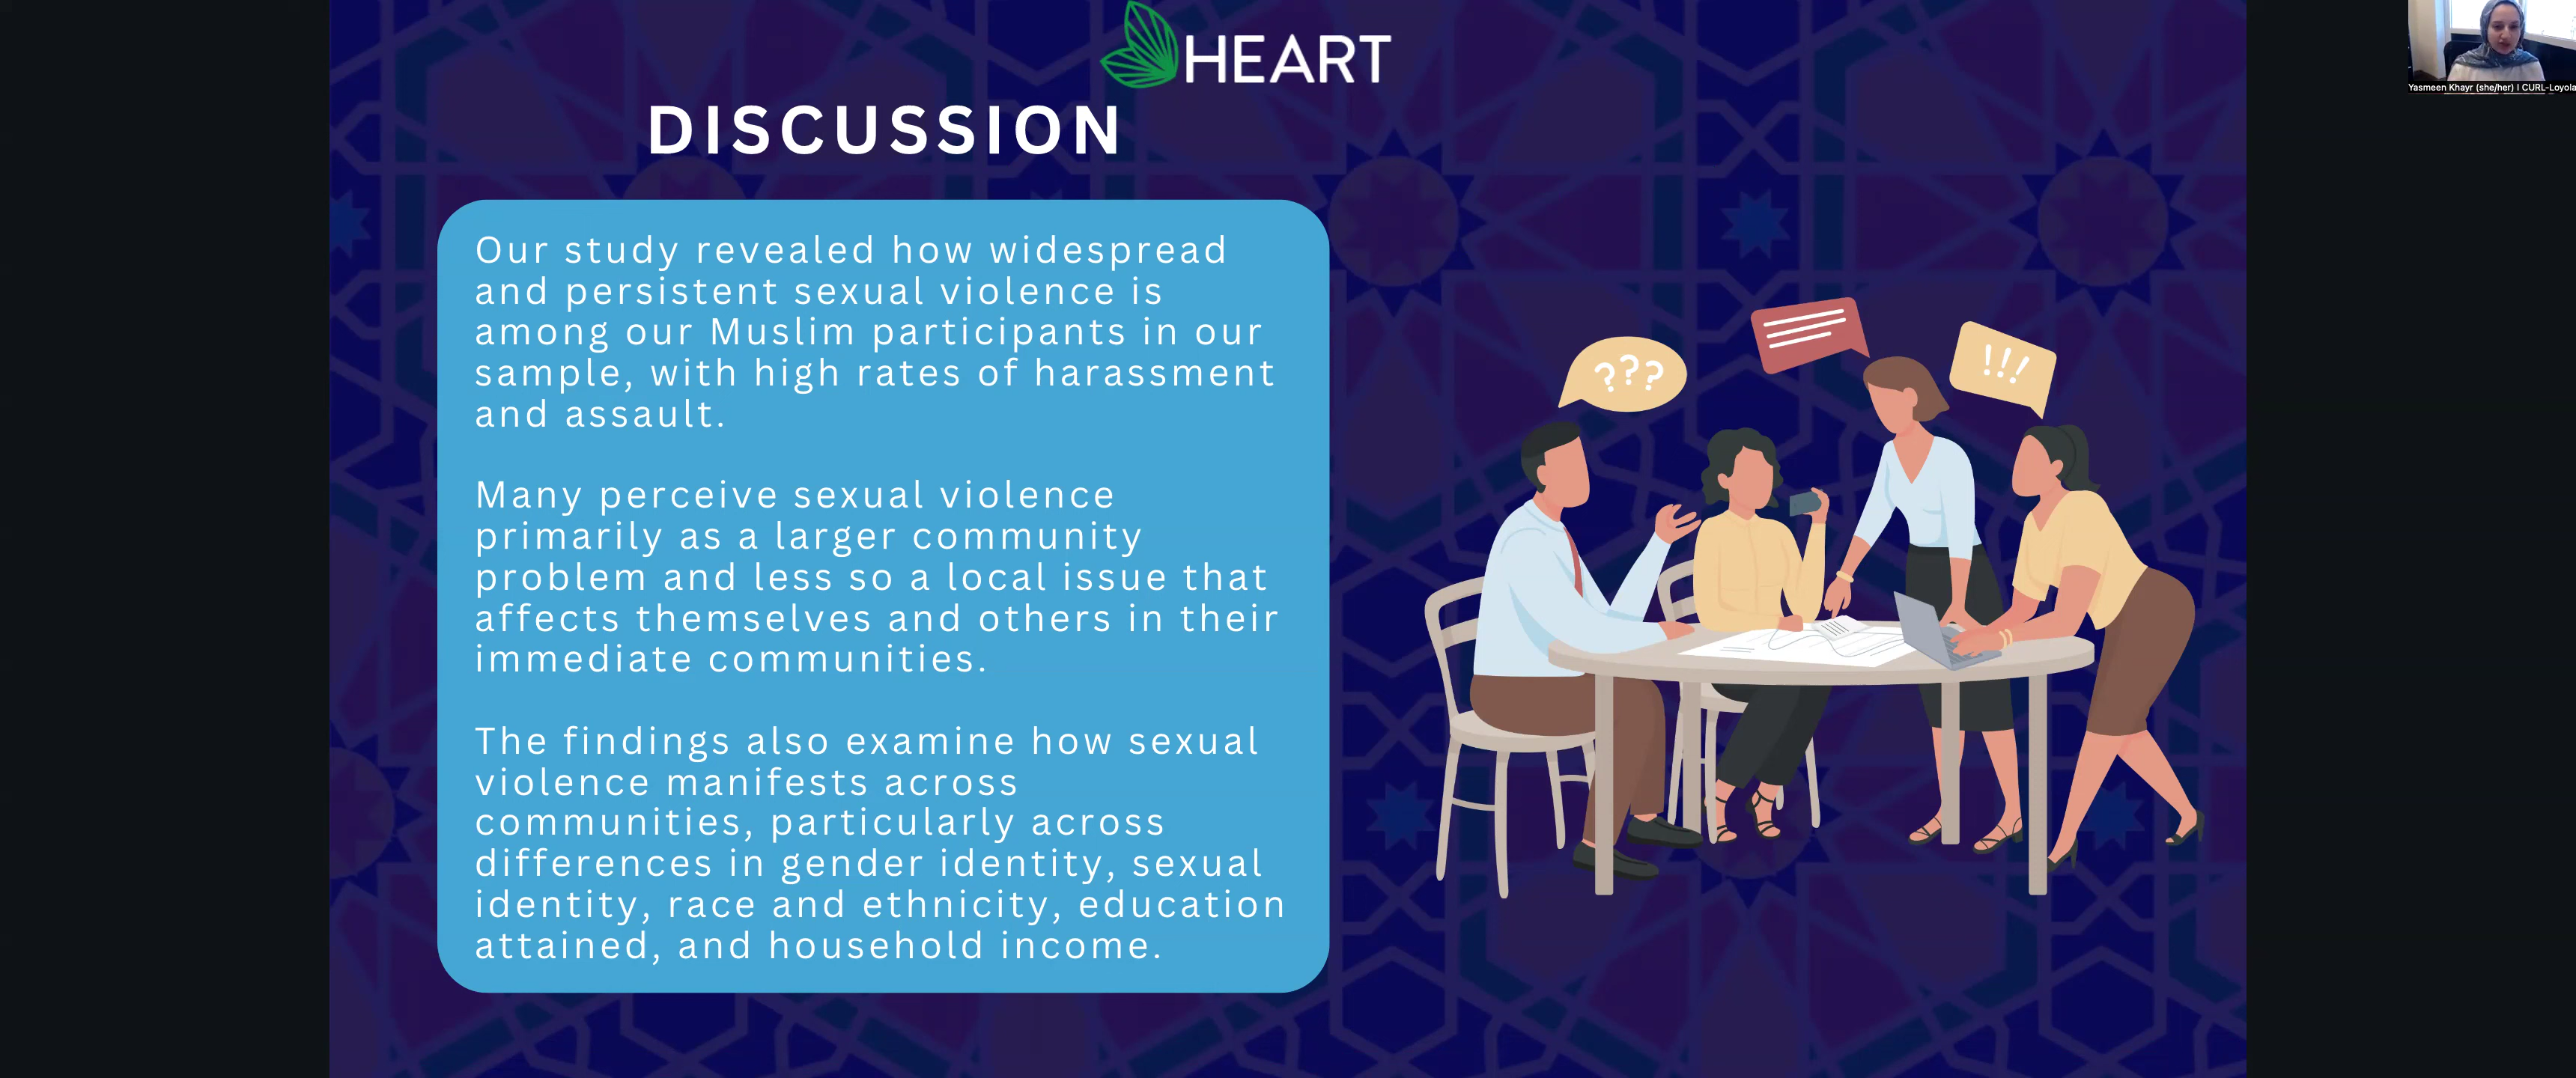 HEART
Yasmeen Khayr (she/her) | CURL-Loyola
DISCUSSION
Our study revealed how widespread
and persistent sexual violence is
among our Muslim participants in our
sample, with high rates of harassment
and assault.
Many perceive sexual violence
primarily as a larger community
problem and less so a local issue that
affects themselves and others in their
immediate communities.
The findings also examine how sexual
violence manifests across
communities, particularly across
differences in gender identity, sexual
identity, race and ethnicity, education
attained, and household income.
???
!!!